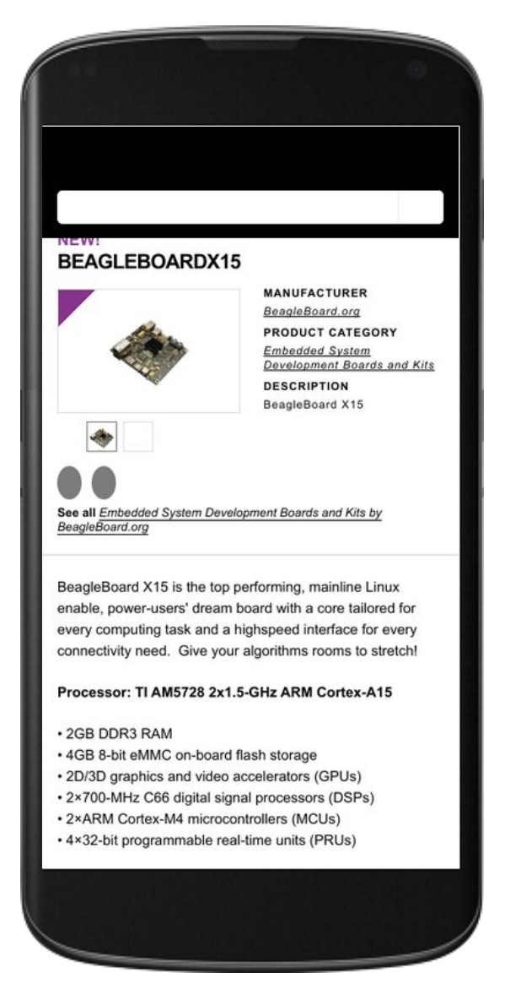 NEW!
BEAGLEBOARDX15
MANUFACTURER
BeagleBoard.org
PRODUCT CATEGORY
Embedded System
Development Boards and Kits
DESCRIPTION
BeagleBoard X15
See all Embedded System Development Boards and Kits by
BeagleBoard.org
BeagleBoard X15 is the top performing, mainline Linux
enable, power-users' dream board with a core tailored for
every computing task and a highspeed interface for every
connectivity need.  Give your algorithms rooms to stretch!
Processor: TI AM5728 2x1.5-GHz ARM Cortex-A15
• 2GB DDR3 RAM
• 4GB 8-bit eMMC on-board flash storage
• 2D/3D graphics and video accelerators (GPUs)
• 2×700-MHz C66 digital signal processors (DSPs)
• 2×ARM Cortex-M4 microcontrollers (MCUs)
• 4×32-bit programmable real-time units (PRUs)